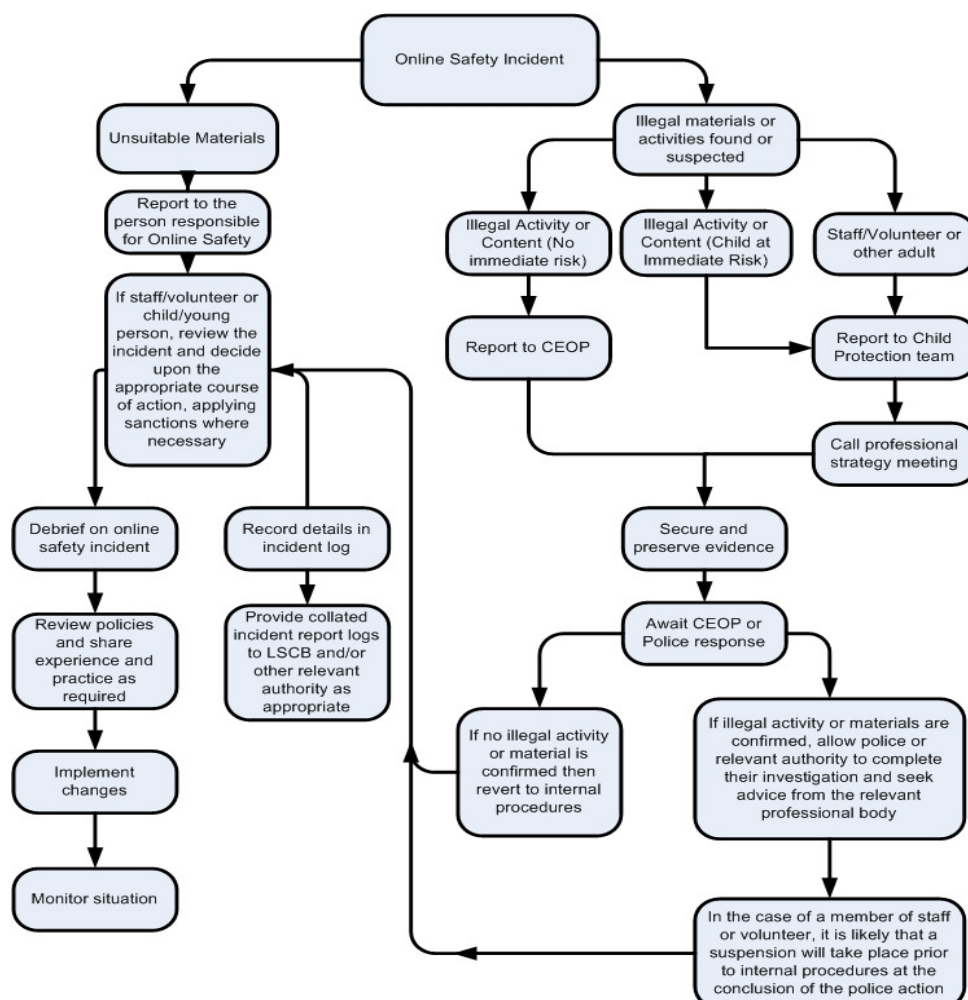 Online Safety Incident
Unsuitable Materials
Report to the
person responsible
for Online Safety
If staff/volunteer or
child/young
person, review the
incident and decide
upon the
appropriate course
of action, applying
sanctions where
necessary
Debrief on online
safety incident
Review policies
and share
experience and
practice as
required
Implement
changes
Monitor situation
Record details in
incident log
Provide collated
incident report logs
to LSCB and/or
other relevant
authority as
appropriate
Illegal materials or
activities found or
suspected
Illegal Activity or
Content (No
immediate risk)
Illegal Activity or
Content (Child at
Immediate Risk)
Staff/Volunteer or
other adult
Report to CEOP
Report to Child
Protection team
Call professional
strategy meeting
Secure and
preserve evidence
Await CEOP or
Police response
If no illegal activity
or material is
confirmed then
revert to internal
procedures
If illegal activity or materials are
confirmed, allow police or
relevant authority to complete
their investigation and seek
advice from the relevant
professional body
In the case of a member of staff
or volunteer, it is likely that a
suspension will take place prior
to internal procedures at the
conclusion of the police action